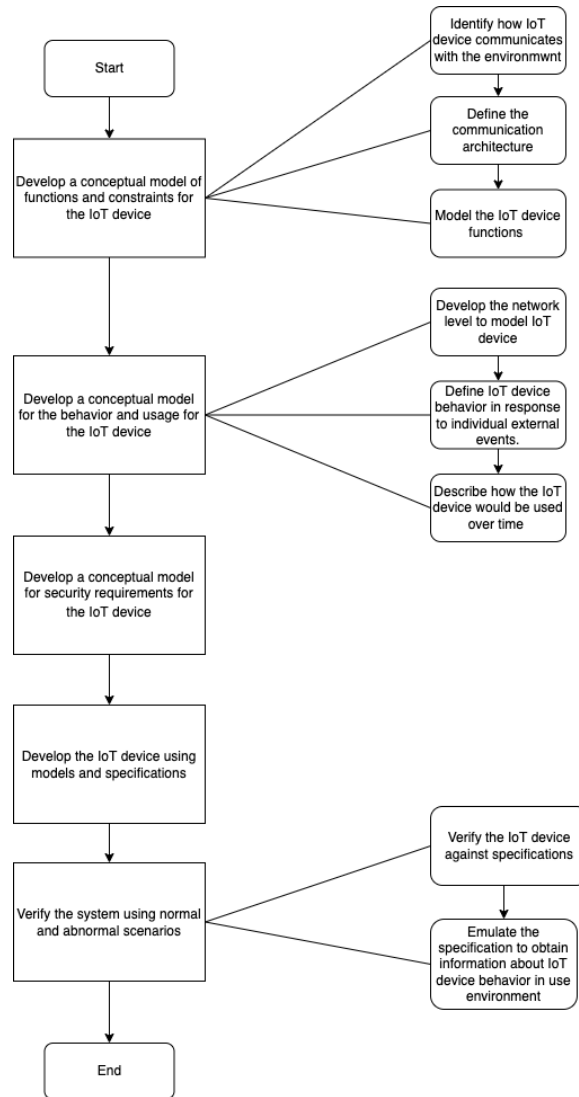 Start
Develop a conceptual model of
functions and constraints for
the IoT device
Identify how IoT
device communicates
with the environmwnt
Define the
communication
architecture
Model the IoT device
functions
Develop a conceptual model
for the behavior and usage for
the IoT device
Develop the network
level to model IoT
device
Define IoT device
behavior in response
to individual external
events.
Describe how the IoT
device would be used
over time
Develop a conceptual model
for security requirements for
the IoT device
Develop the IoT device using
models and specifications
Verify the system using normal
and abnormal scenarios
Verify the IoT device
against specifications
Emulate the
specification to obtain
information about IoT
device behavior in use
environment
End